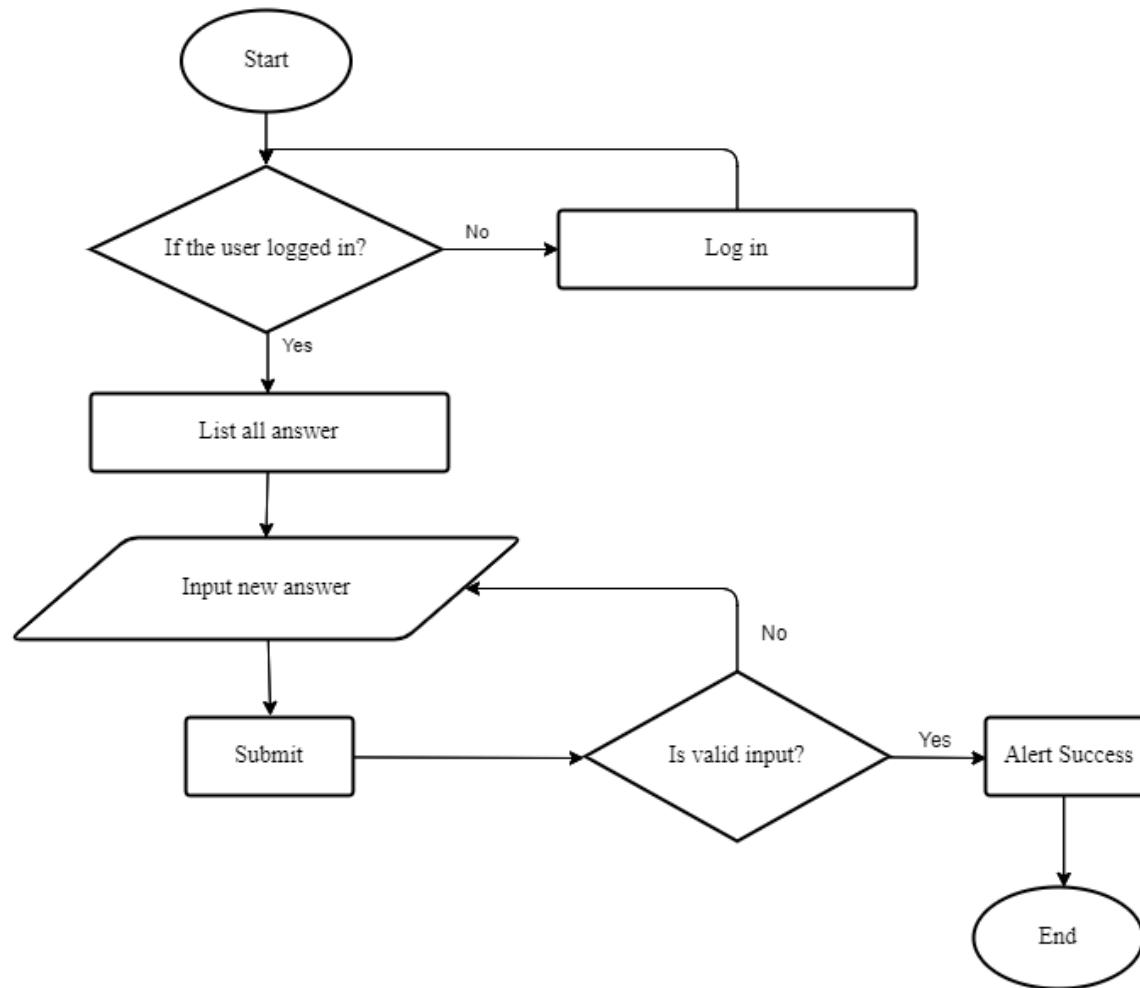 Start
If the user logged in?
No
Log in
Yes
List all answer
Input new answer
No
Submit
Is valid input?
Yes
Alert Success
End